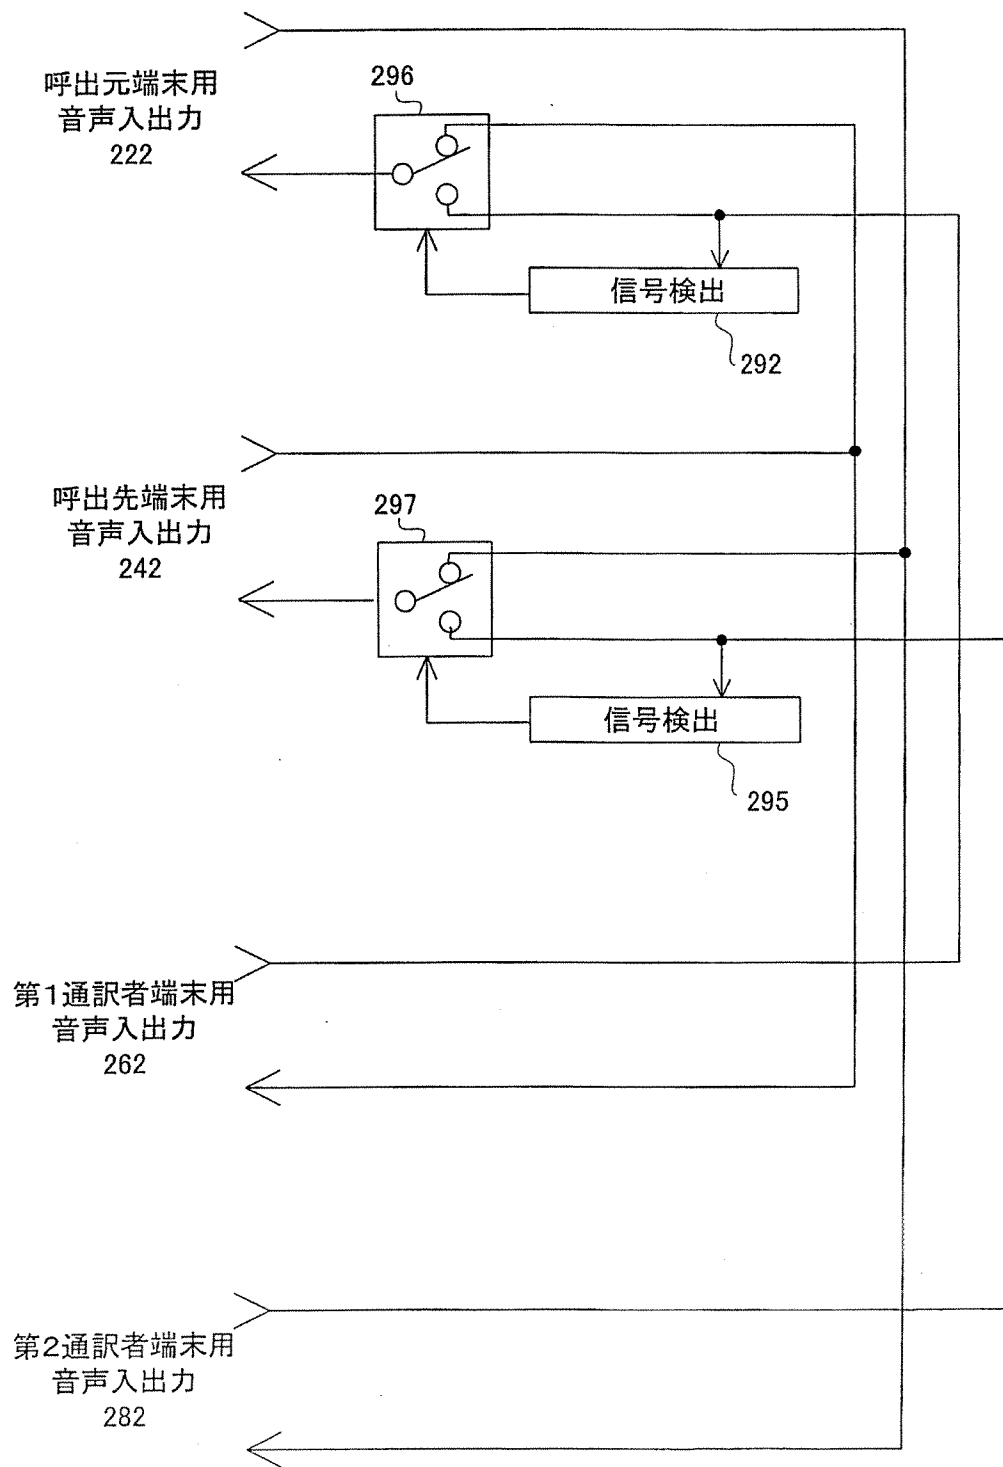 呼出元端末用
音声入出力
222
296
信号検出
292
呼出先端末用
音声入出力
242
297
信号検出
295
第1通訳者端末用
音声入出力
262
第2通訳者端末用
音声入出力
282